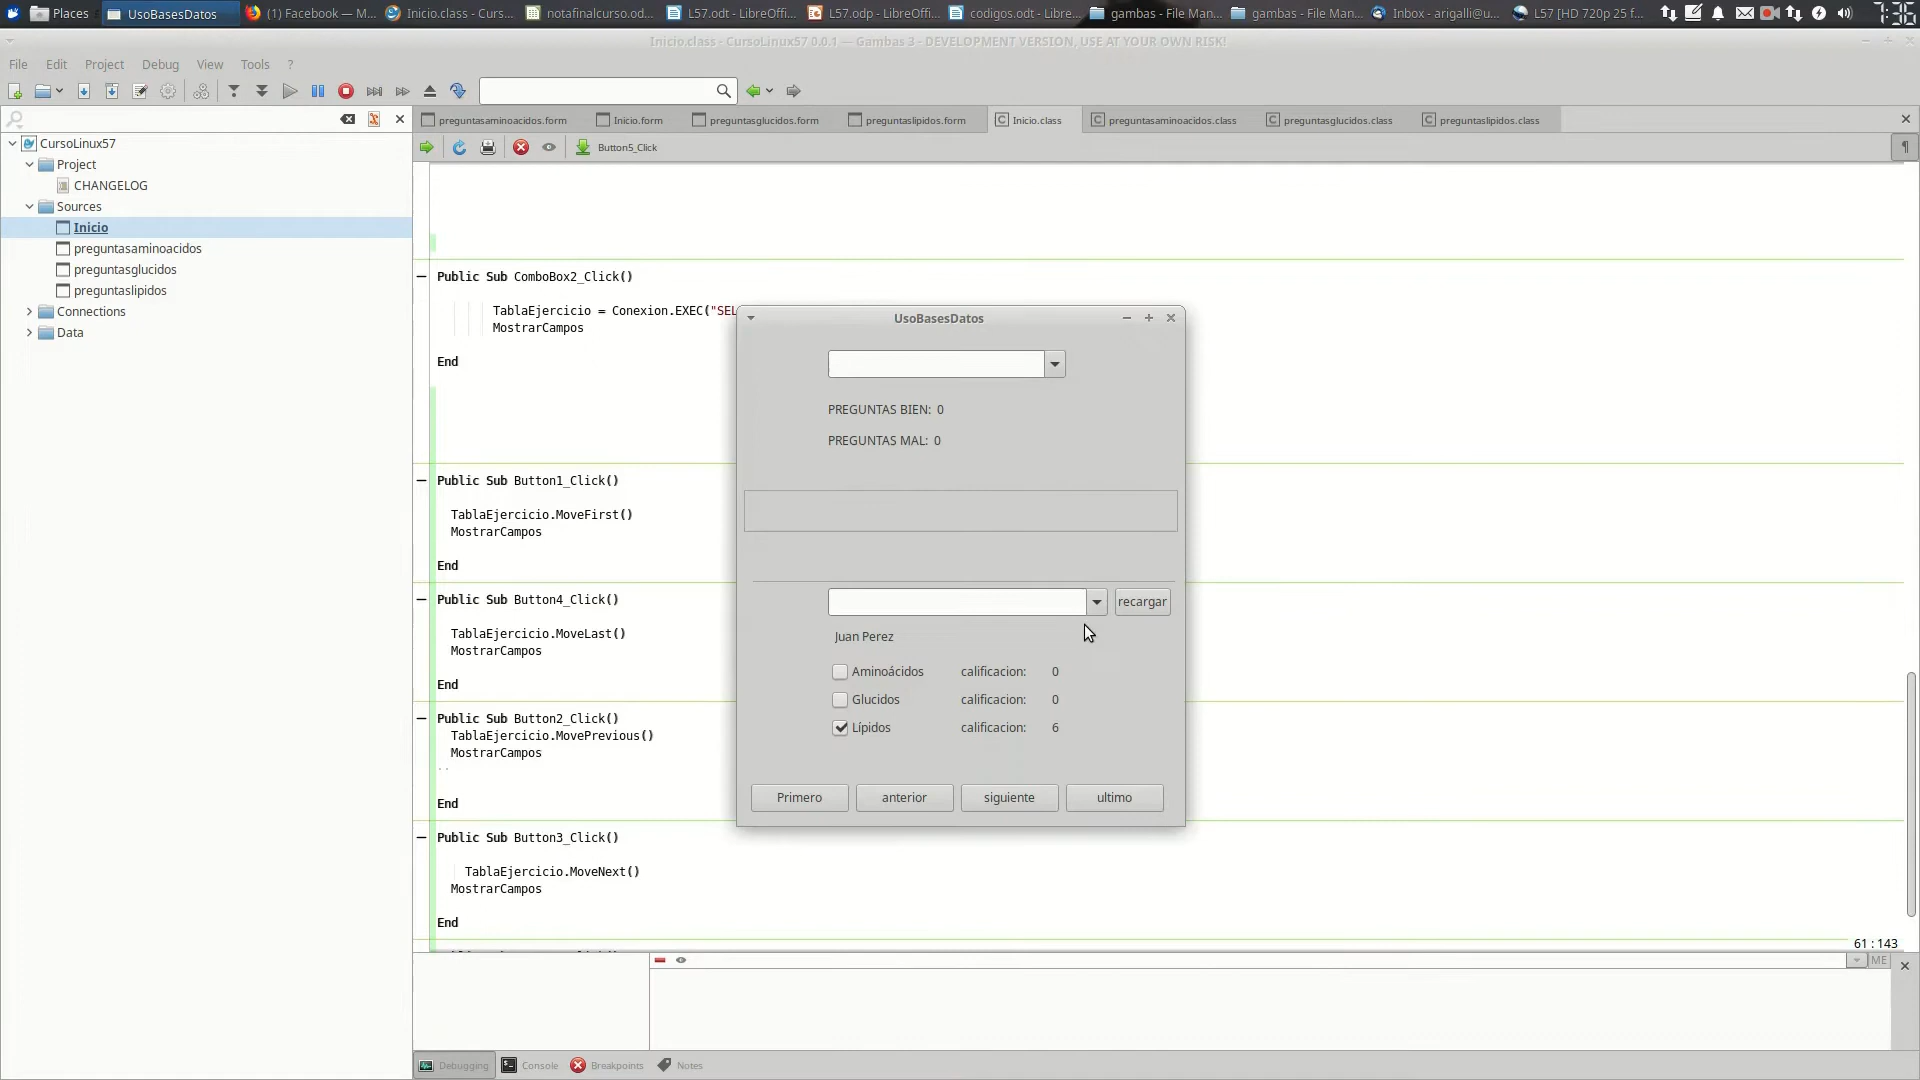 Places
UsoBasesDatos
(1) Facebook — M...
Inicio.class - Curs...
notafinalcurso.od...
L57.odt - LibreOffi...
L57.odp - LibreOffi...
codigos.odt - Libre...
gambas - File Man...
gambas - File Man...
Inbox - arigalli@u...
L57 [HD 720p 25 f...
7:36
Inicio.class - CursoLinux57 0.0.1 — Gambas 3 - DEVELOPMENT VERSION, USE AT YOUR OWN RISK!
File Edit Project Debug View Tools ?
preguntasaminoacidos.form
Inicio.form
preguntasglucidos.form
preguntaslipidos.form
Inicio.class
preguntasaminoacidos.class
preguntasglucidos.class
preguntaslipidos.class
Button5_Click
CursoLinux57
Project
CHANGELOG
Sources
Inicio
preguntasaminoacidos
preguntasglucidos
preguntaslipidos
Connections
Data
Public Sub ComboBox2_Click()
TablaEjercicio = Conexion.EXEC("SEL
MostrarCampos
End
Public Sub Button1_Click()
TablaEjercicio.MoveFirst()
MostrarCampos
End
Public Sub Button4_Click()
TablaEjercicio.MoveLast()
MostrarCampos
End
Public Sub Button2_Click()
TablaEjercicio.MovePrevious()
MostrarCampos
End
Public Sub Button3_Click()
TablaEjercicio.MoveNext()
MostrarCampos
End
UsoBasesDatos
PREGUNTAS BIEN: 0
PREGUNTAS MAL: 0
recargar
Juan Perez
Aminoácidos calificacion: 0
Glucidos calificacion: 0
Lípidos calificacion: 6
Primero anterior siguiente ultimo
61 : 143
ME
Debugging Console Breakpoints Notes